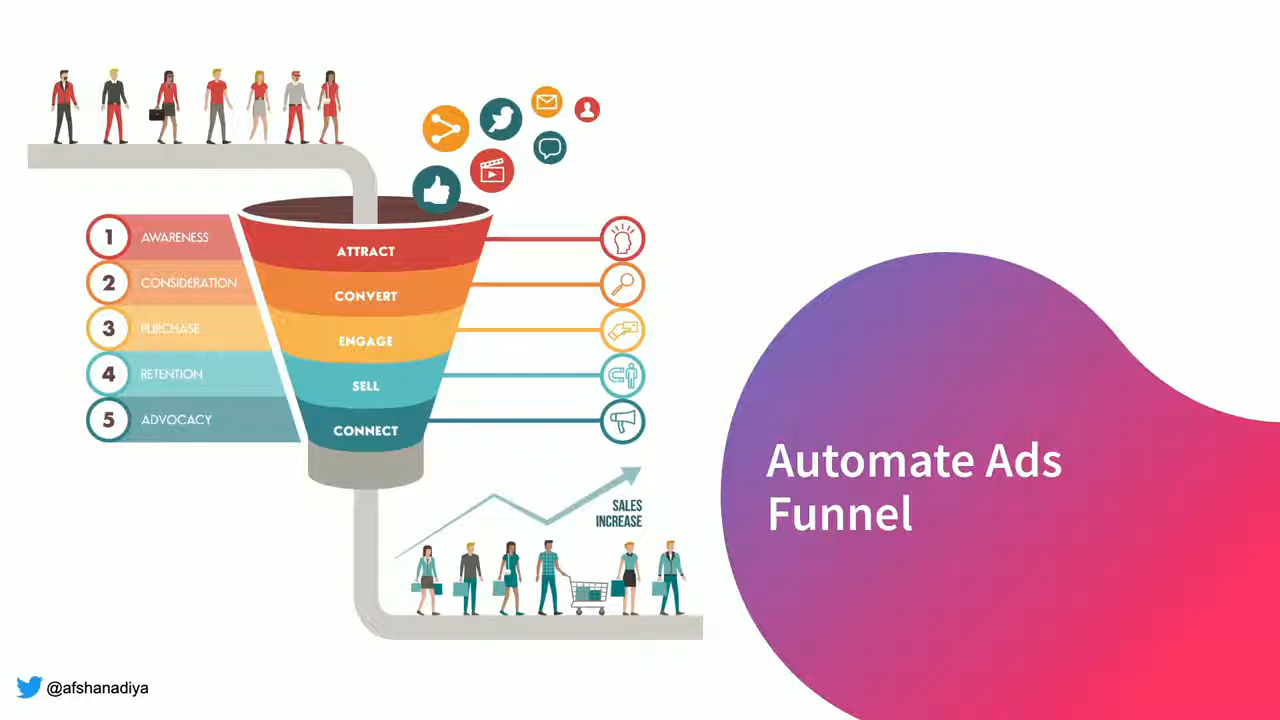 1 AWARENESS
ATTRACT
2 CONSIDERATION
CONVERT
3 PURCHASE
ENGAGE
4 RETENTION
SELL
5 ADVOCACY
CONNECT
SALES
INCREASE
Automate Ads
Funnel
@afshanadiya